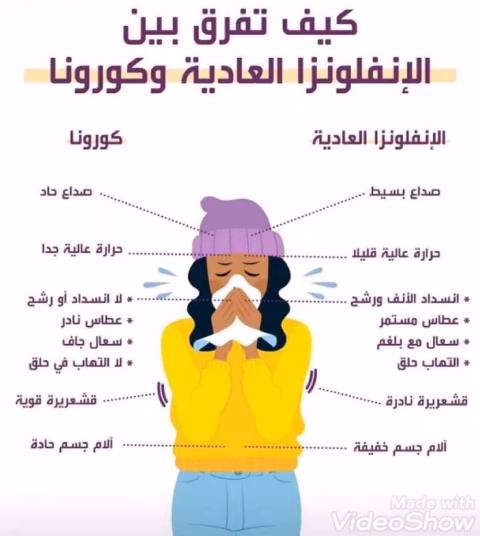 كيف تفرق بين
الإنفلونزا العادية وكورونا
الإنفلونزا العادية
كورونا
صداع بسيط
صداع حاد
حرارة عالية قليلا
حرارة عالية جدا
* انسداد الأنف ورشح
* عطاس مستمر
* سعال مع بلغم
* التهاب حلق
* لا انسداد أو رشح
* عطاس نادر
* سعال جاف
* لا التهاب في حلق
قشعريرة نادرة
قشعريرة قوية
آلام جسم خفيفة
آلام جسم حادة
Made with
VideoShow